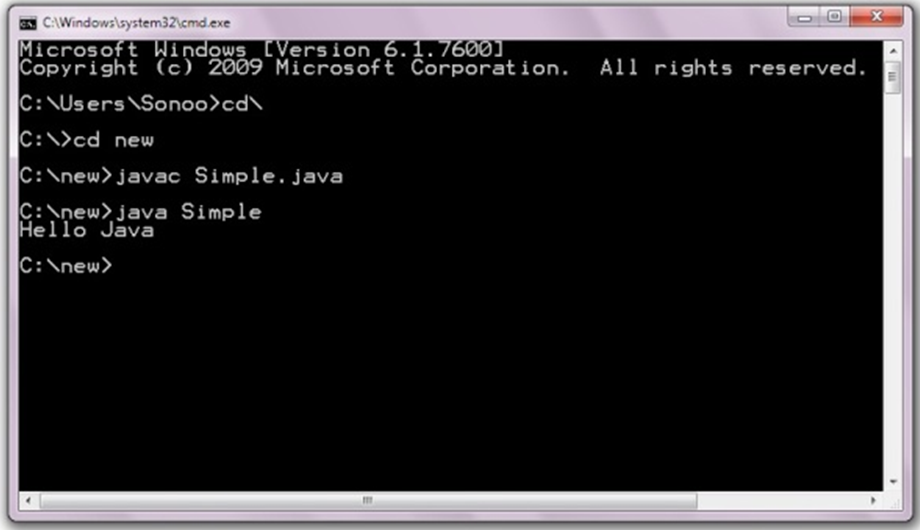 C:\Windows\system32\cmd.exe
Microsoft Windows [Version 6.1.7600]
Copyright (c) 2009 Microsoft Corporation.  All rights reserved.
C:\Users\Sonoo>cd\
C:\>cd new
C:\new>javac Simple.java
C:\new>java Simple
Hello Java
C:\new>